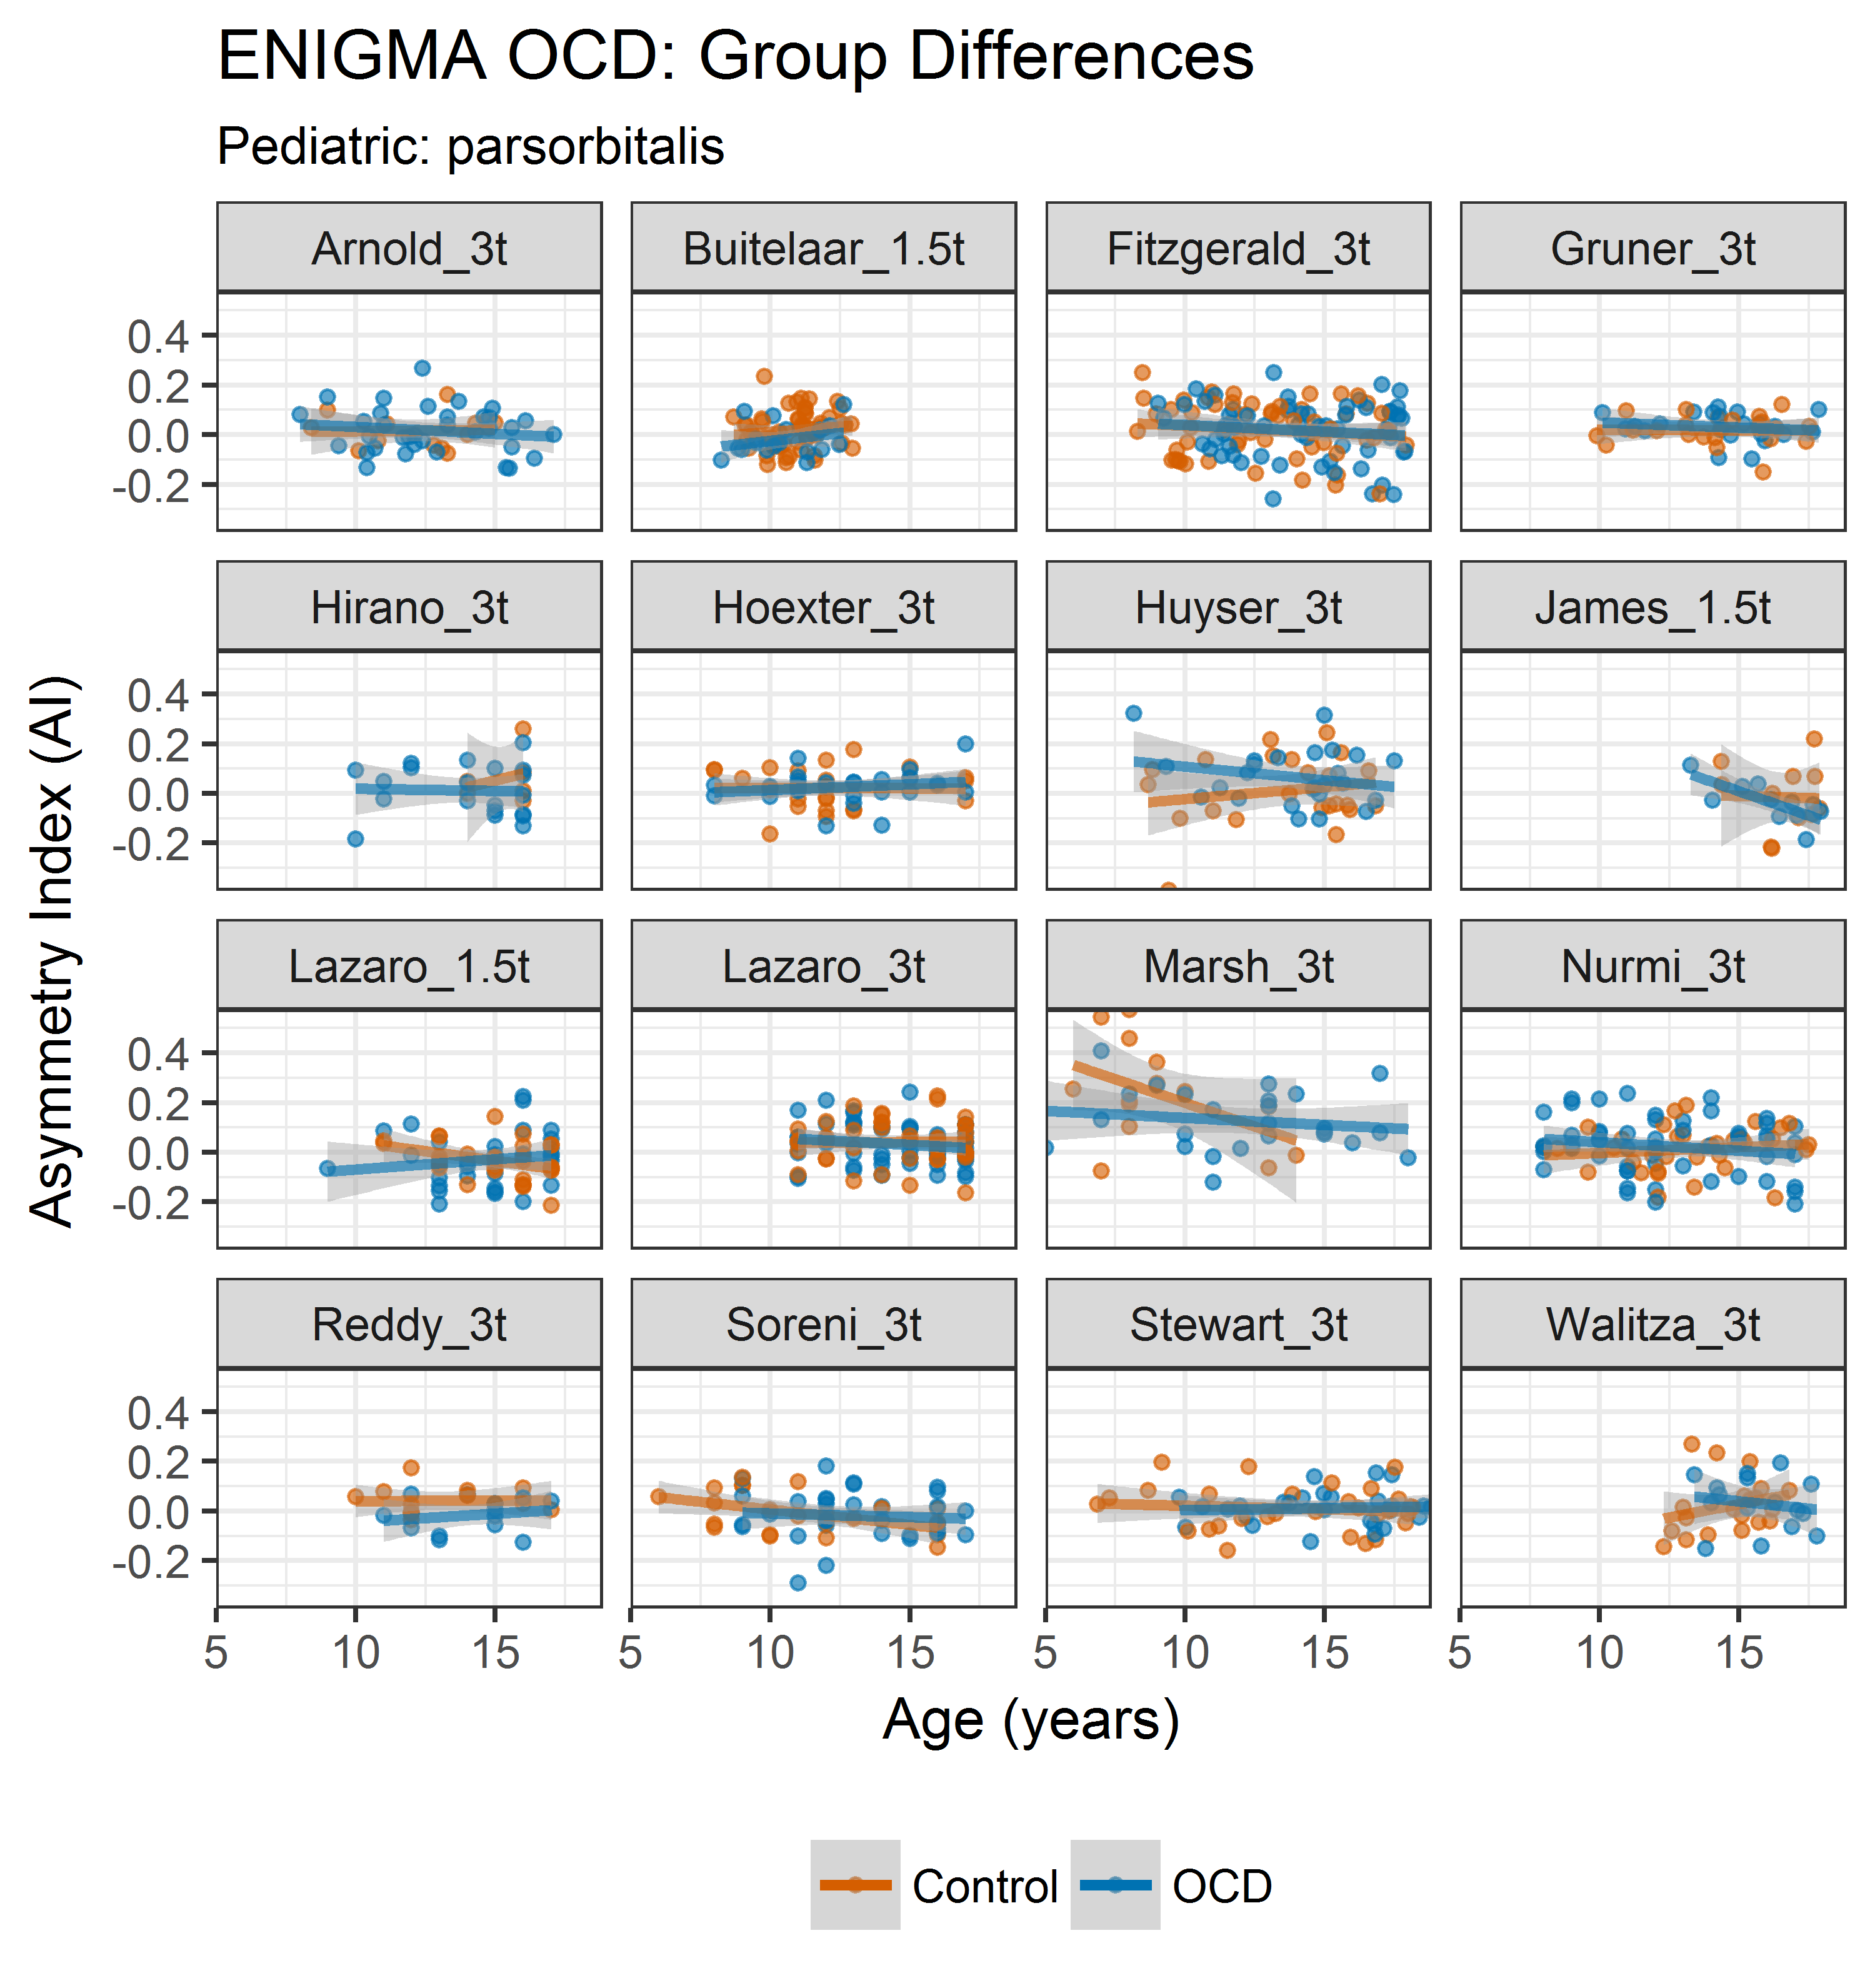 ENIGMA OCD: Group Differences
Pediatric: parsorbitalis
Arnold_3t Buitelaar_1.5t Fitzgerald_3t Gruner_3t
0.4
0.2
0.0
-0.2
Hirano_3t Hoexter_3t Huyser_3t James_1.5t
0.4
0.2
0.0
-0.2
Lazaro_1.5t Lazaro_3t Marsh_3t Nurmi_3t
0.4
0.2
0.0
-0.2
Reddy_3t Soreni_3t Stewart_3t Walitza_3t
0.4
0.2
0.0
-0.2
5 10 15 5 10 15 5 10 15 5 10 15
Asymmetry Index (AI)
Age (years)
Control OCD